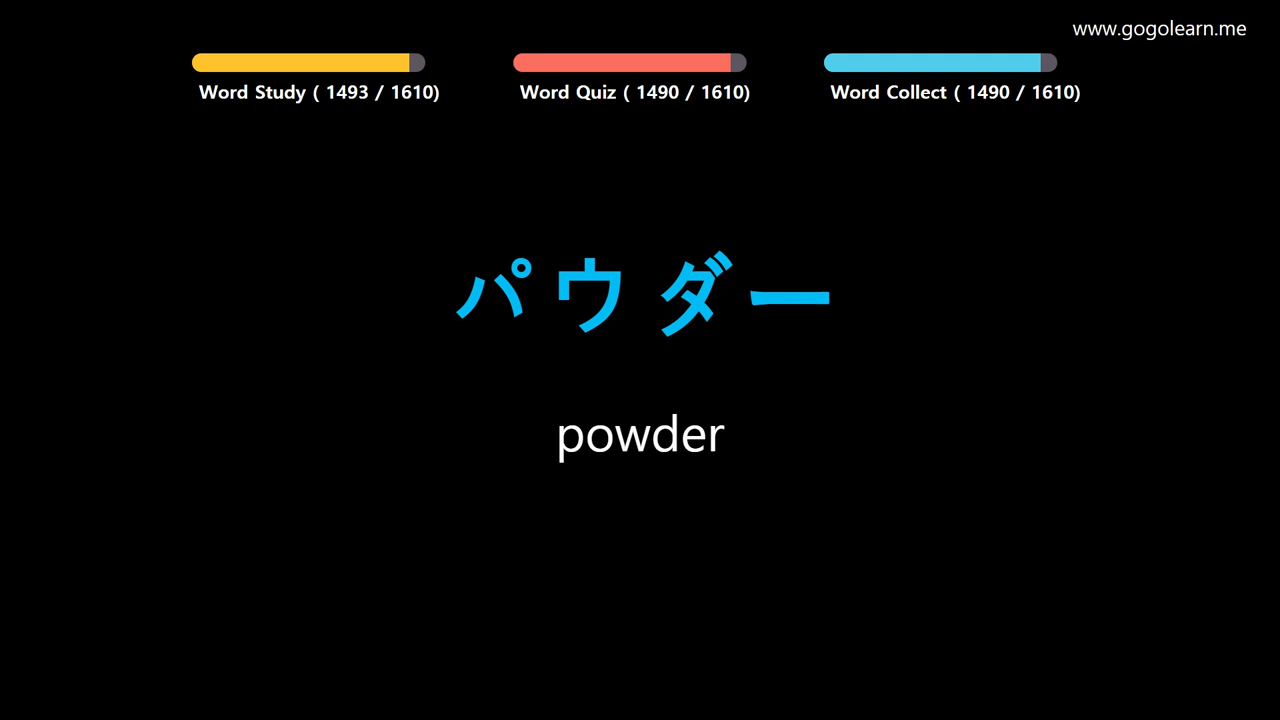 www.gogolearn.me
Word Study ( 1493 / 1610)
Word Quiz ( 1490 / 1610)
Word Collect ( 1490 / 1610)
パウダー
powder